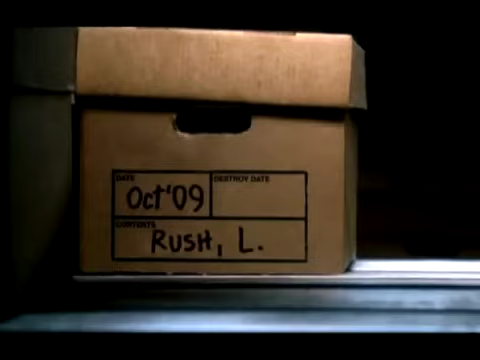 DATE
Oct'09
DESTROY DATE
CONTENTS
RUSH, L.